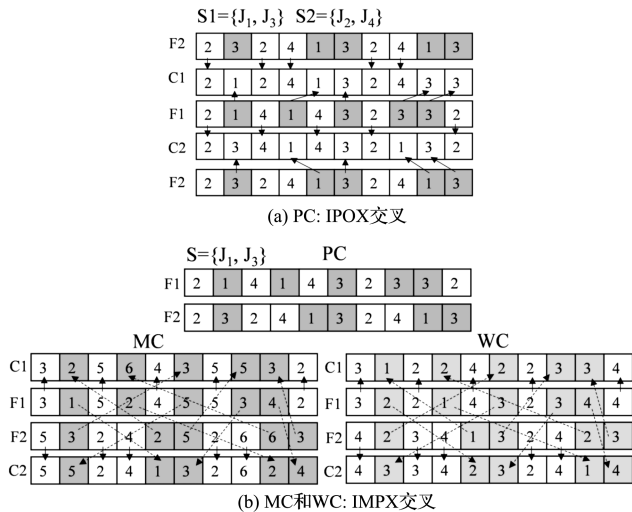 S1={J₁, J₃} S2={J₂, J₄}
F2 2 3 2 4 1 3 2 4 1 3
C1 2 1 2 4 1 3 2 4 3 3
F1 2 1 4 1 4 3 2 3 3 2
C2 2 3 4 1 4 3 2 1 3 2
F2 2 3 2 4 1 3 2 4 1 3
(a) PC: IPOX交叉
S={J₁, J₃} PC
F1 2 1 4 1 4 3 2 3 3 2
F2 2 3 2 4 1 3 2 4 1 3
MC WC
C1 3 2 5 6 4 3 5 5 3 2 C1 3 1 2 2 4 2 2 3 3 4
F1 3 1 5 2 4 5 5 3 4 2 F1 3 2 2 1 4 3 2 3 4 4
F2 5 3 2 4 2 5 2 6 6 3 F2 4 2 3 4 1 3 2 4 2 3
C2 5 5 2 4 1 3 2 6 2 4 C2 4 3 3 4 2 3 2 4 1 4
(b) MC和WC: IMPX交叉